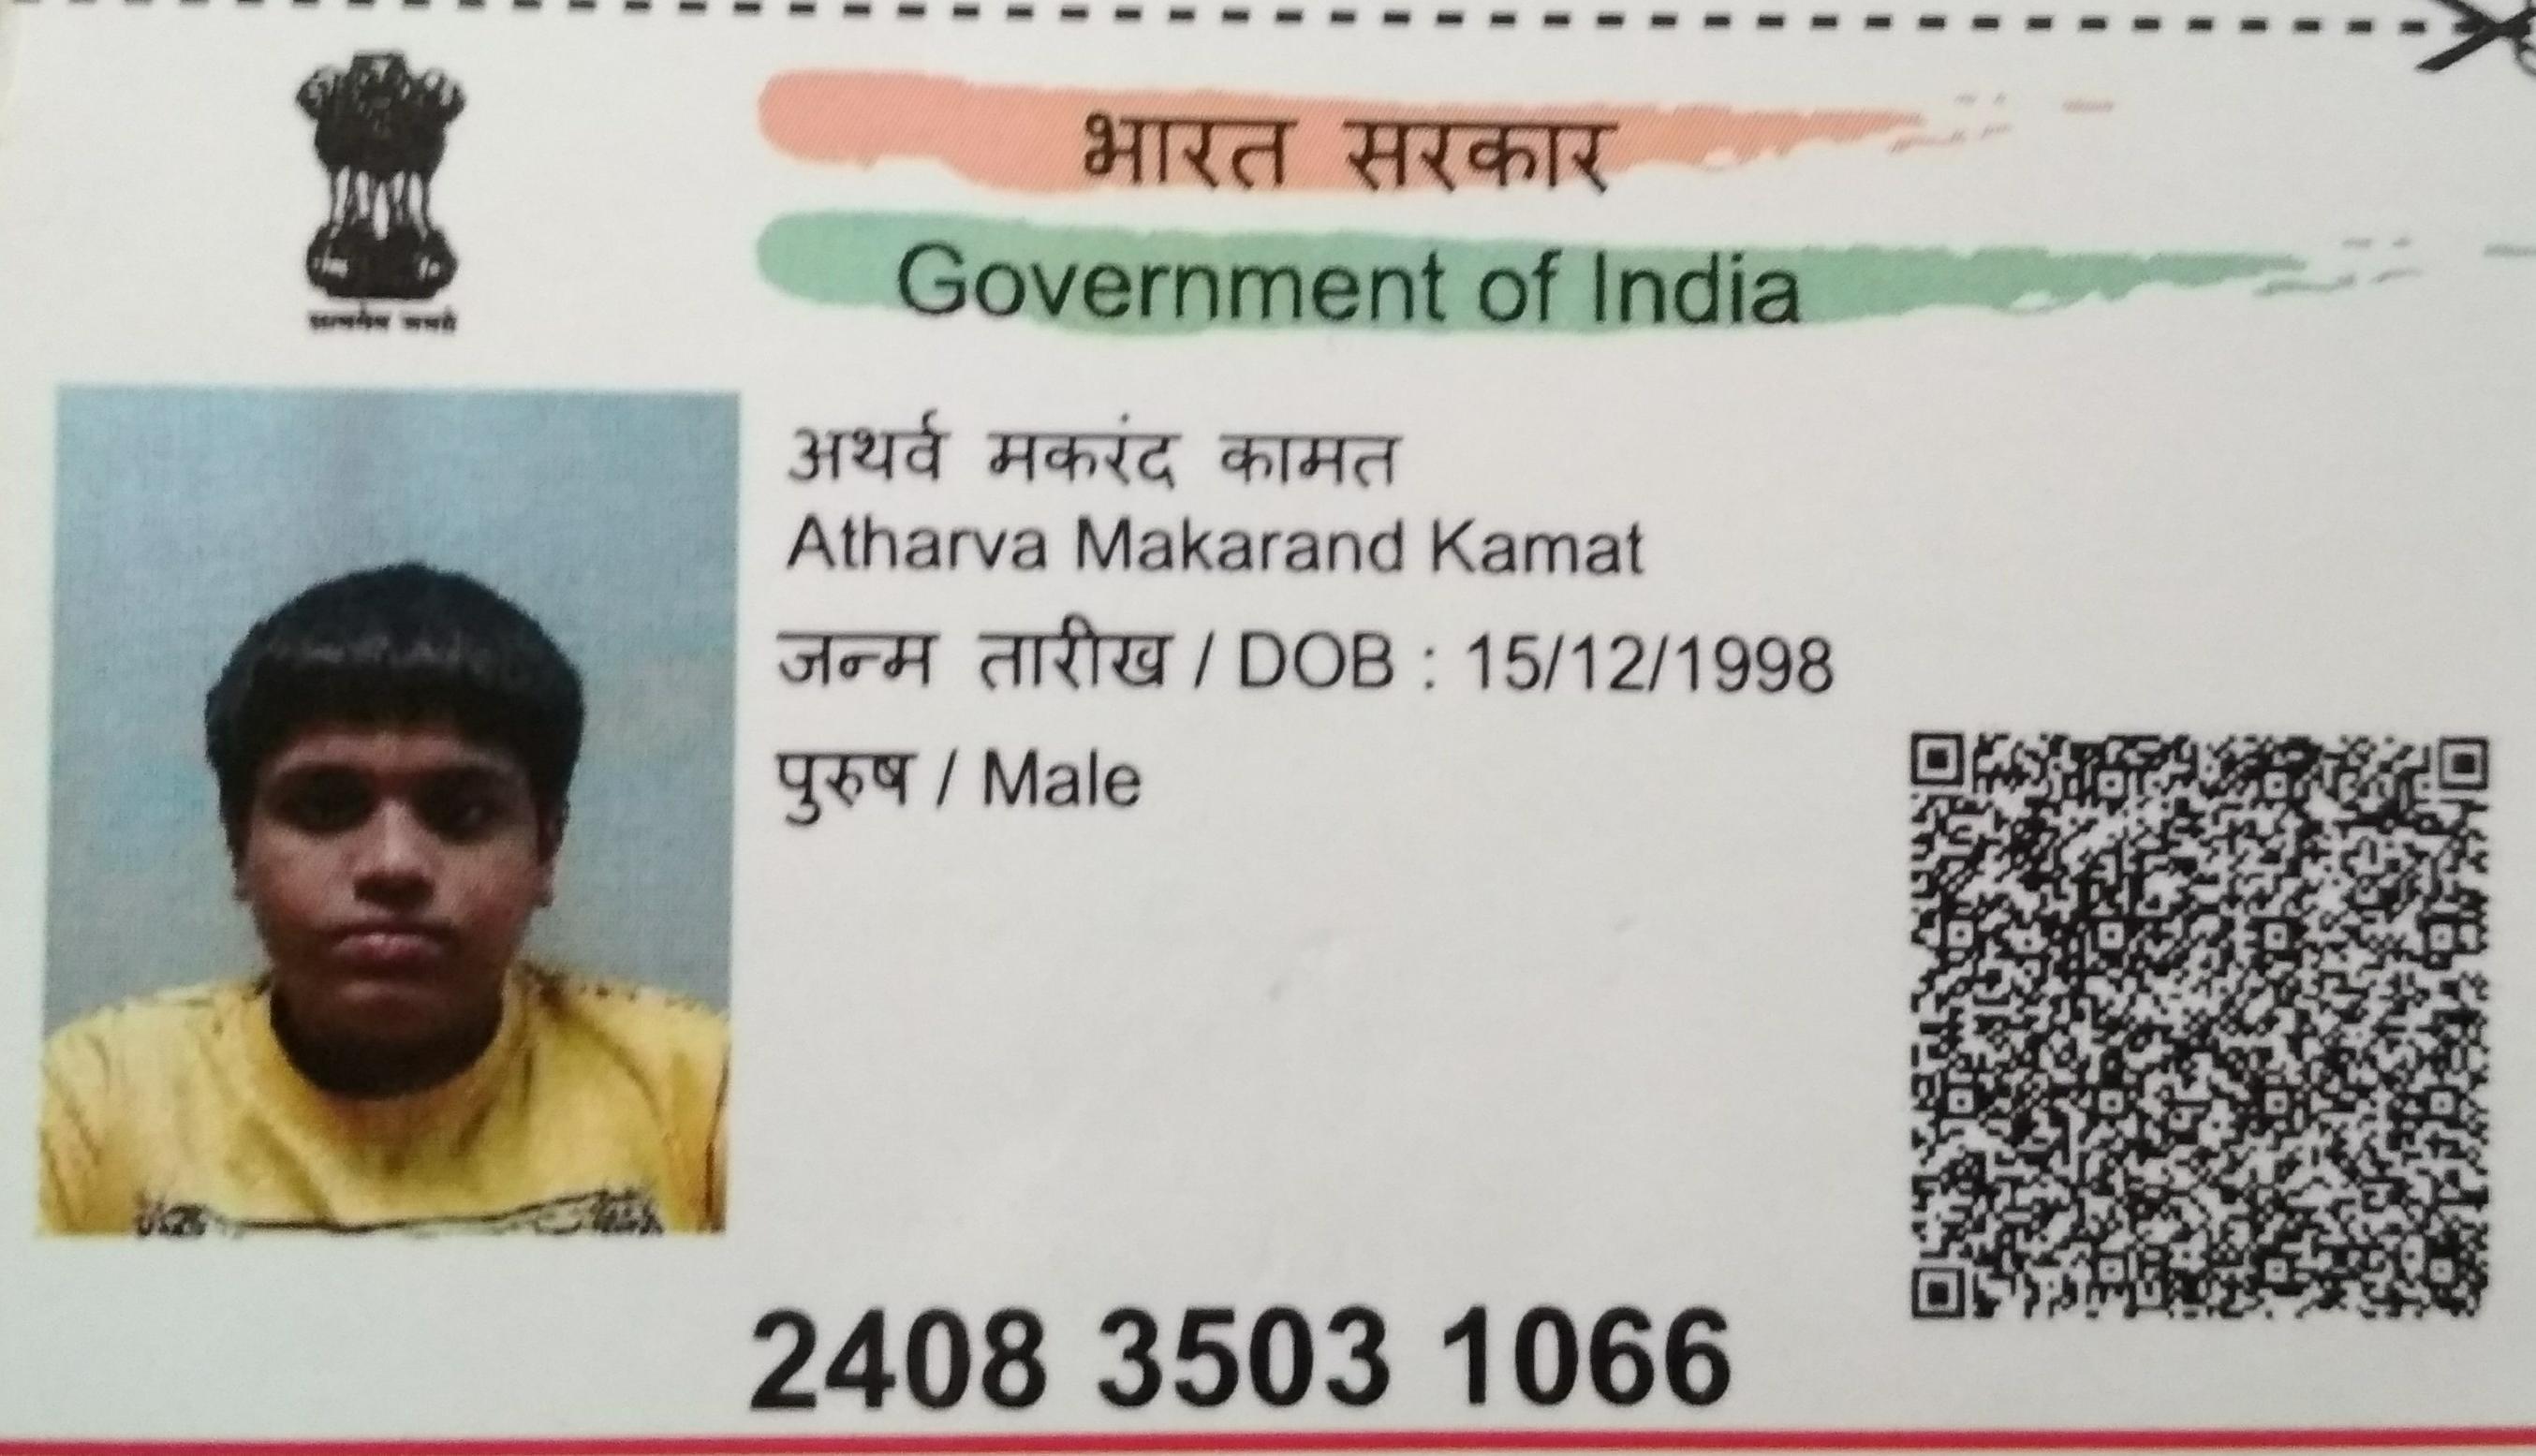 भारत सरकार
Government of India
सत्यमेव जयते
अथर्व मकरंद कामत
Atharva Makarand Kamat
जन्म तारीख / DOB : 15/12/1998
पुरुष / Male
2408 3503 1066